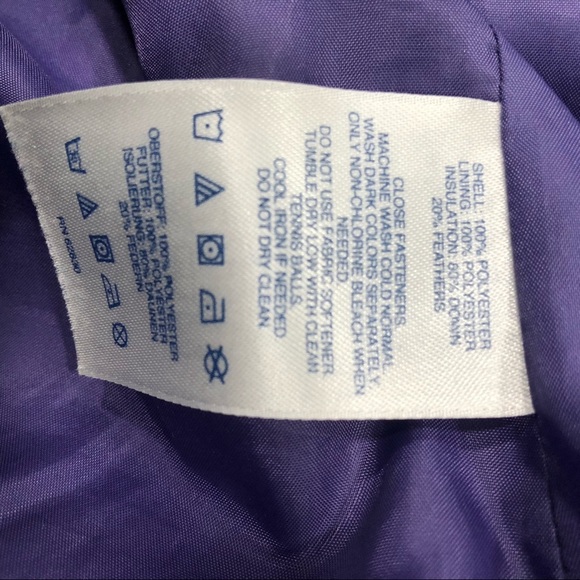 SHELL: 100% POLYESTER
LINING: 100% POLYESTER
INSULATION: 80% DOWN
20% FEATHERS
CLOSE FASTENERS.
MACHINE WASH COLD NORMAL.
WASH DARK COLORS SEPARATELY
ONLY NON-CHLORINE BLEACH WHEN
NEEDED.
DO NOT USE FABRIC SOFTENER
TUMBLE DRY LOW WITH CLEAN
TENNIS BALLS.
COOL IRON IF NEEDED
DO NOT DRY CLEAN
OBERSTOFF: 100% POLYESTER
FUTTER: 100% POLYESTER
ISOLIERUNG: 80% DAUNEN
20% FEDERN